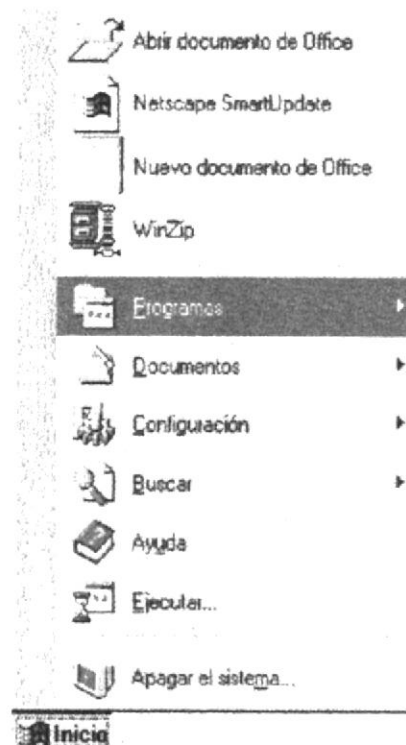 Abrir documento de Office
Netscape SmartUpdate
Nuevo documento de Office
WinZip
Programas
Documentos
Configuración
Buscar
Ayuda
Ejecutar...
Apagar el sistema...
Inicio